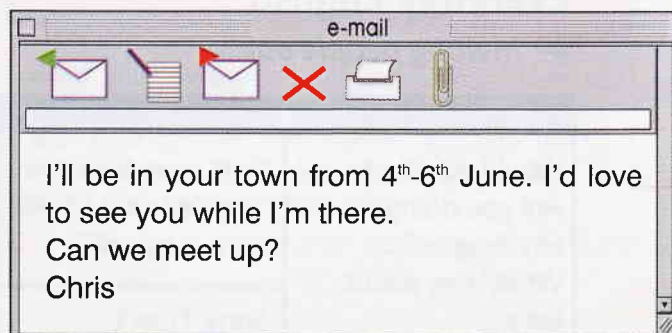 e-mail
I'll be in your town from 4th-6th June. I'd love
to see you while I'm there.
Can we meet up?
Chris